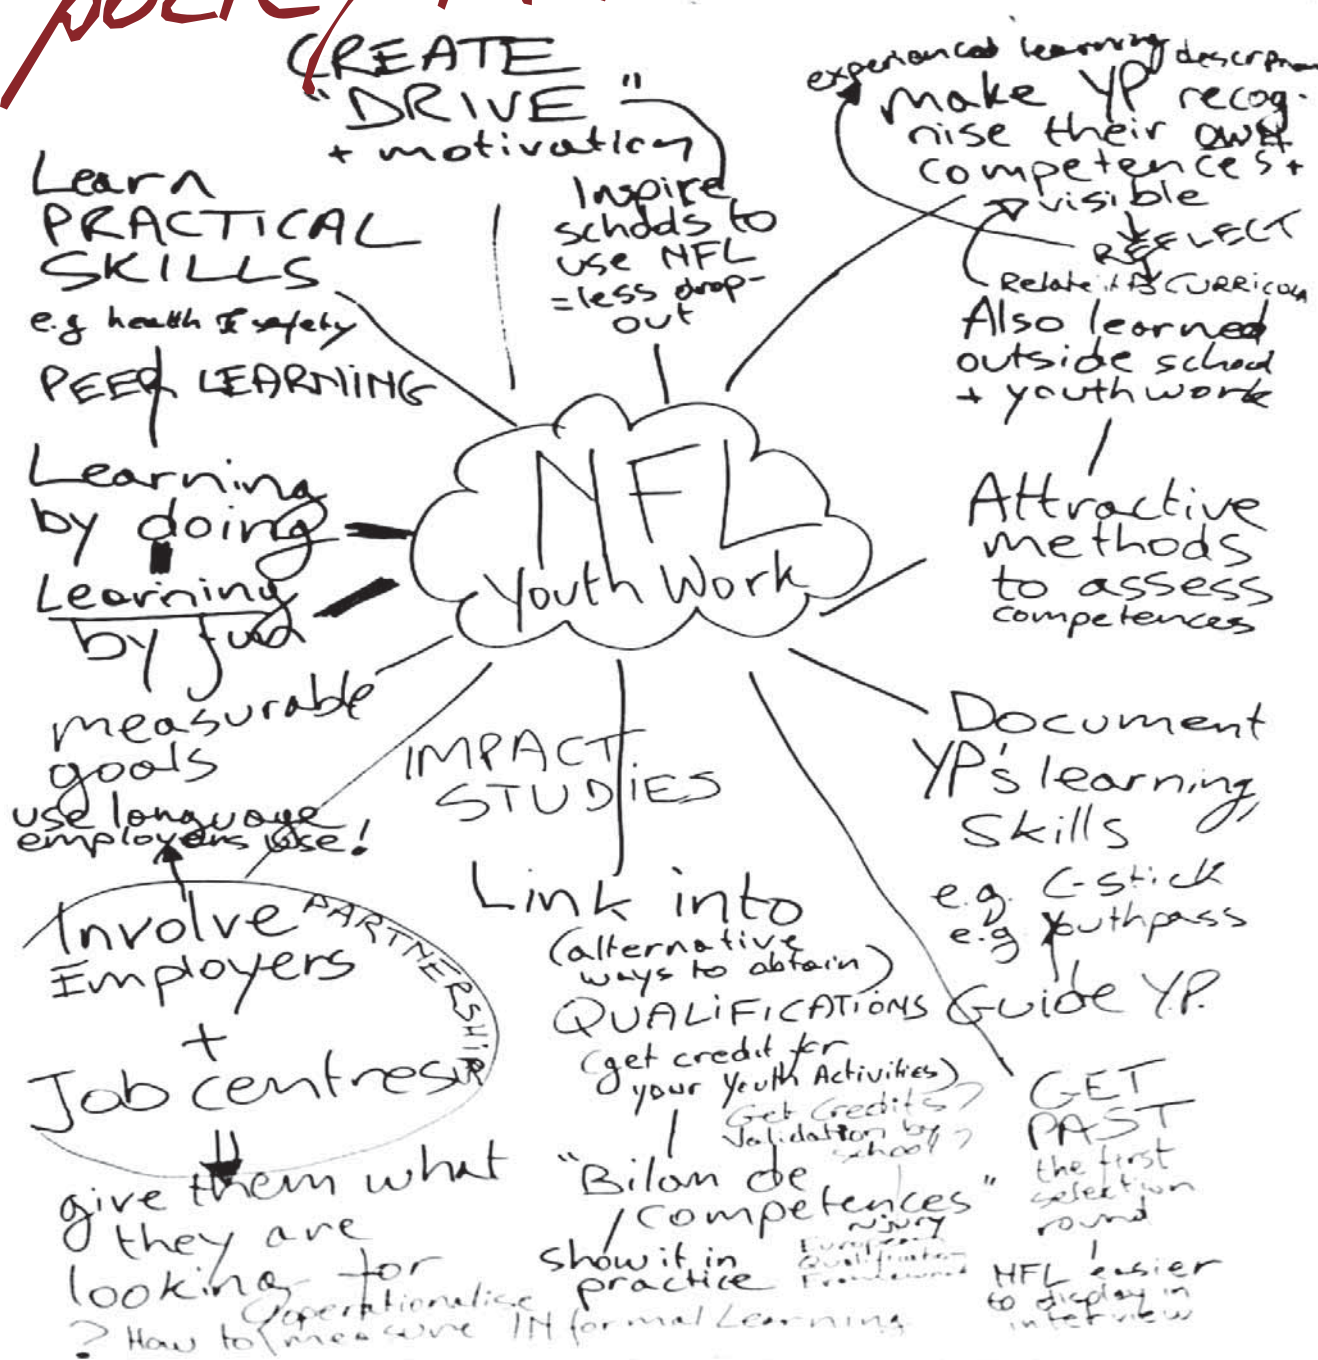 CREATE
"DRIVE"
+ motivation
Inspire
schools to
use NFL
=less drop-
out
experienced learning
make YP recog-
nise their own
competences +
visible
REFLECT
Relate it to CURRICULA
Also learned
outside school
+ youthwork
Attractive
methods
to assess
competences
Learn
PRACTICAL
SKILLS
e.g health & safety
PEER LEARNING
Learning
by doing
Learining
by fun
NFL
Youth Work
measurable
goals
use language
employers use!
Involve
Employers
+
Job centres
PARTNERSHIP
give them what
they are
looking for
IMPACT
STUDIES
Link into
(alternative
ways to obtain)
QUALiFiCATiONS
(get credit for
your Youth Activities)
Get Credits?
Validation by
school?
"Bilan de
competences"
show it in
practice
European
Qualification
Framework
Document
YP's learning,
Skills
e.g. C-stick
e.g Youthpass
Guide Y.P.
GET
PAST
the first
selection
round
NFL easier
to display in
interview
operationalise
? How to measure INformal Learning